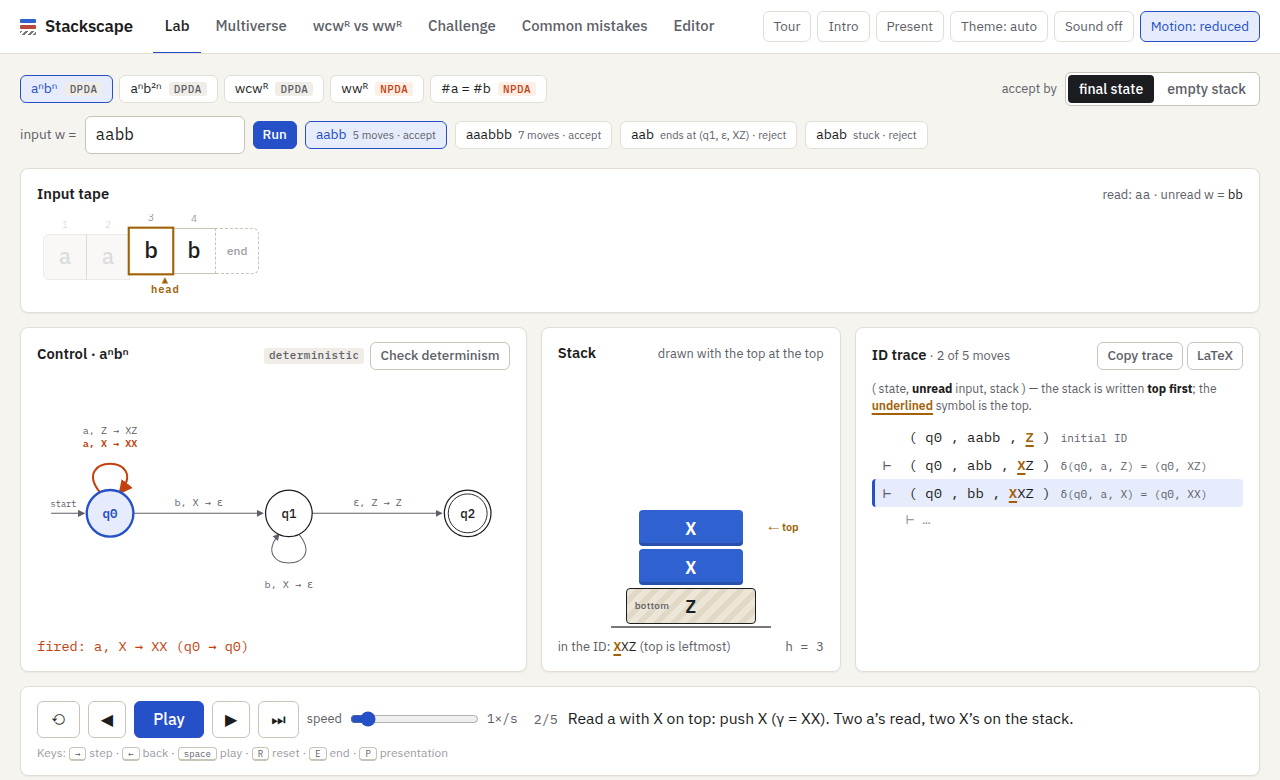 Stackscape Lab Multiverse wcwᴿ vs wwᴿ Challenge Common mistakes Editor Tour Intro Present Theme: auto Sound off Motion: reduced
aⁿbⁿ DPDA aⁿb²ⁿ DPDA wcwᴿ DPDA wwᴿ NPDA #a = #b NPDA accept by final state empty stack
input w = aabb Run aabb 5 moves · accept aaabbb 7 moves · accept aab ends at (q1, ε, XZ) · reject abab stuck · reject
Input tape read: aa · unread w = bb
1 2 3 4
a a b b end
▲
head
Control · aⁿbⁿ deterministic Check determinism
a, Z → XZ
a, X → XX
start q0 b, X → ε q1 ε, Z → Z q2
b, X → ε
fired: a, X → XX (q0 → q0)
Stack drawn with the top at the top
X ← top
X
bottom Z
in the ID: XXZ (top is leftmost) h = 3
ID trace · 2 of 5 moves Copy trace LaTeX
( state, unread input, stack ) — the stack is written top first; the
underlined symbol is the top.
( q0 , aabb , Z ) initial ID
⊢ ( q0 , abb , XZ ) δ(q0, a, Z) = (q0, XZ)
⊢ ( q0 , bb , XXZ ) δ(q0, a, X) = (q0, XX)
⊢ …
⟲ ◀ Play ▶ ⏭ speed 1×/s 2/5 Read a with X on top: push X (γ = XX). Two a’s read, two X’s on the stack.
Keys: → step · ← back · space play · R reset · E end · P presentation